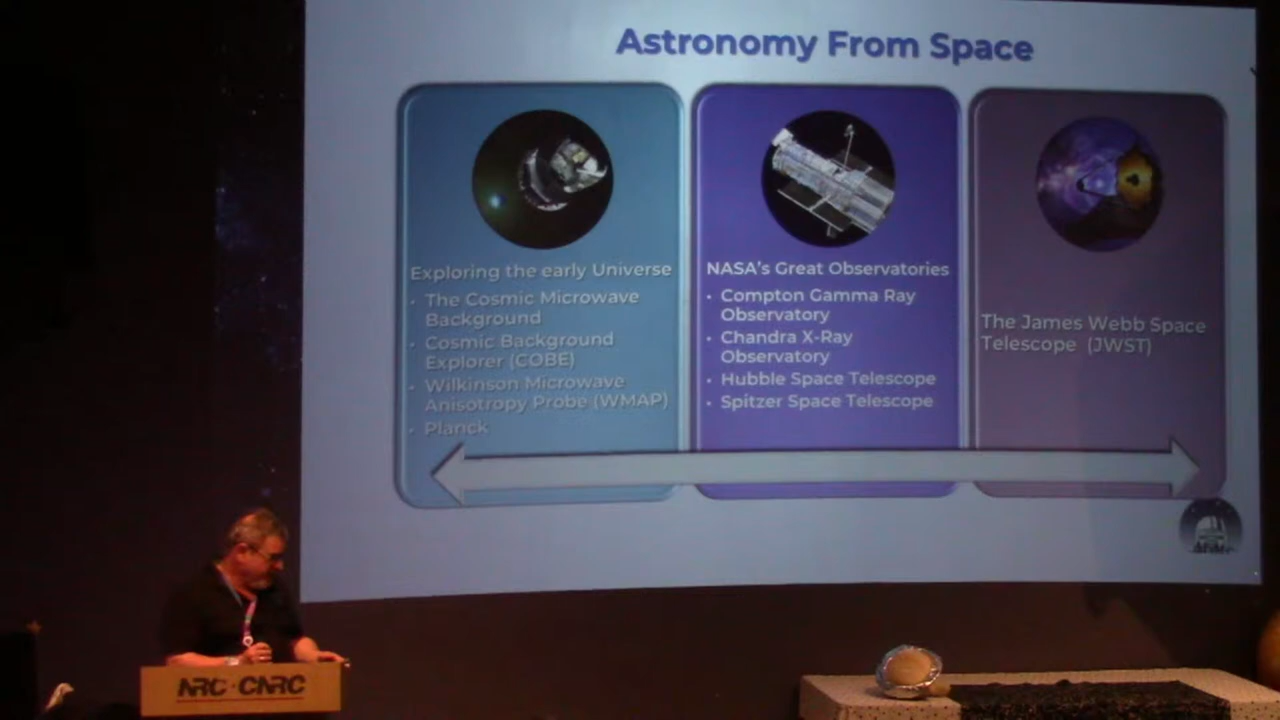 Astronomy From Space
Exploring the early Universe
• The Cosmic Microwave
Background
• Cosmic Background
Explorer (COBE)
• Wilkinson Microwave
Anisotropy Probe (WMAP)
• Planck
NASA's Great Observatories
• Compton Gamma Ray
Observatory
• Chandra X-Ray
Observatory
• Hubble Space Telescope
• Spitzer Space Telescope
The James Webb Space
Telescope (JWST)
NRC · CNRC